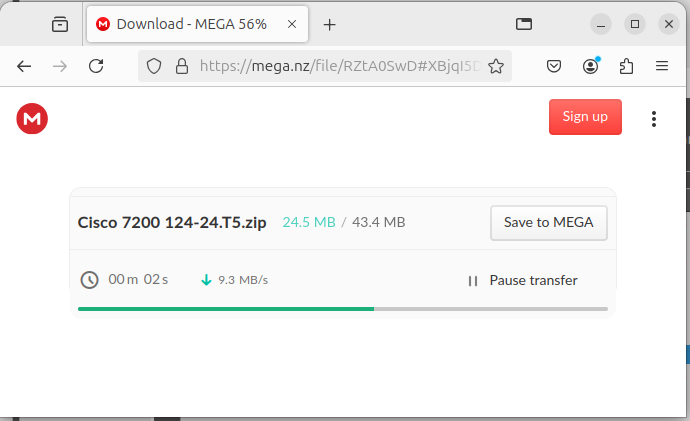 Download - MEGA 56%
https://mega.nz/file/RZtA0SwD#XBjqI5
M
Sign up
Cisco 7200 124-24.T5.zip 24.5 MB / 43.4 MB Save to MEGA
00 m 02 s 9.3 MB/s Pause transfer